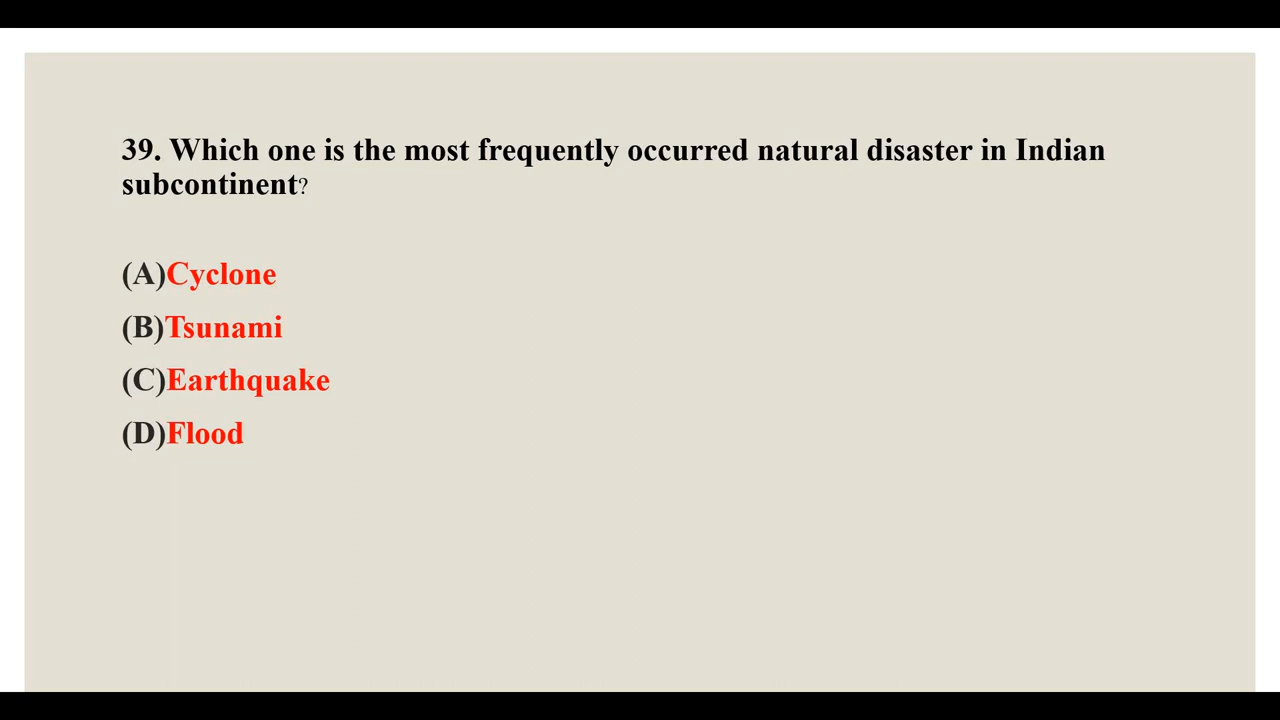 39. Which one is the most frequently occurred natural disaster in Indian
subcontinent?
(A)Cyclone
(B)Tsunami
(C)Earthquake
(D)Flood